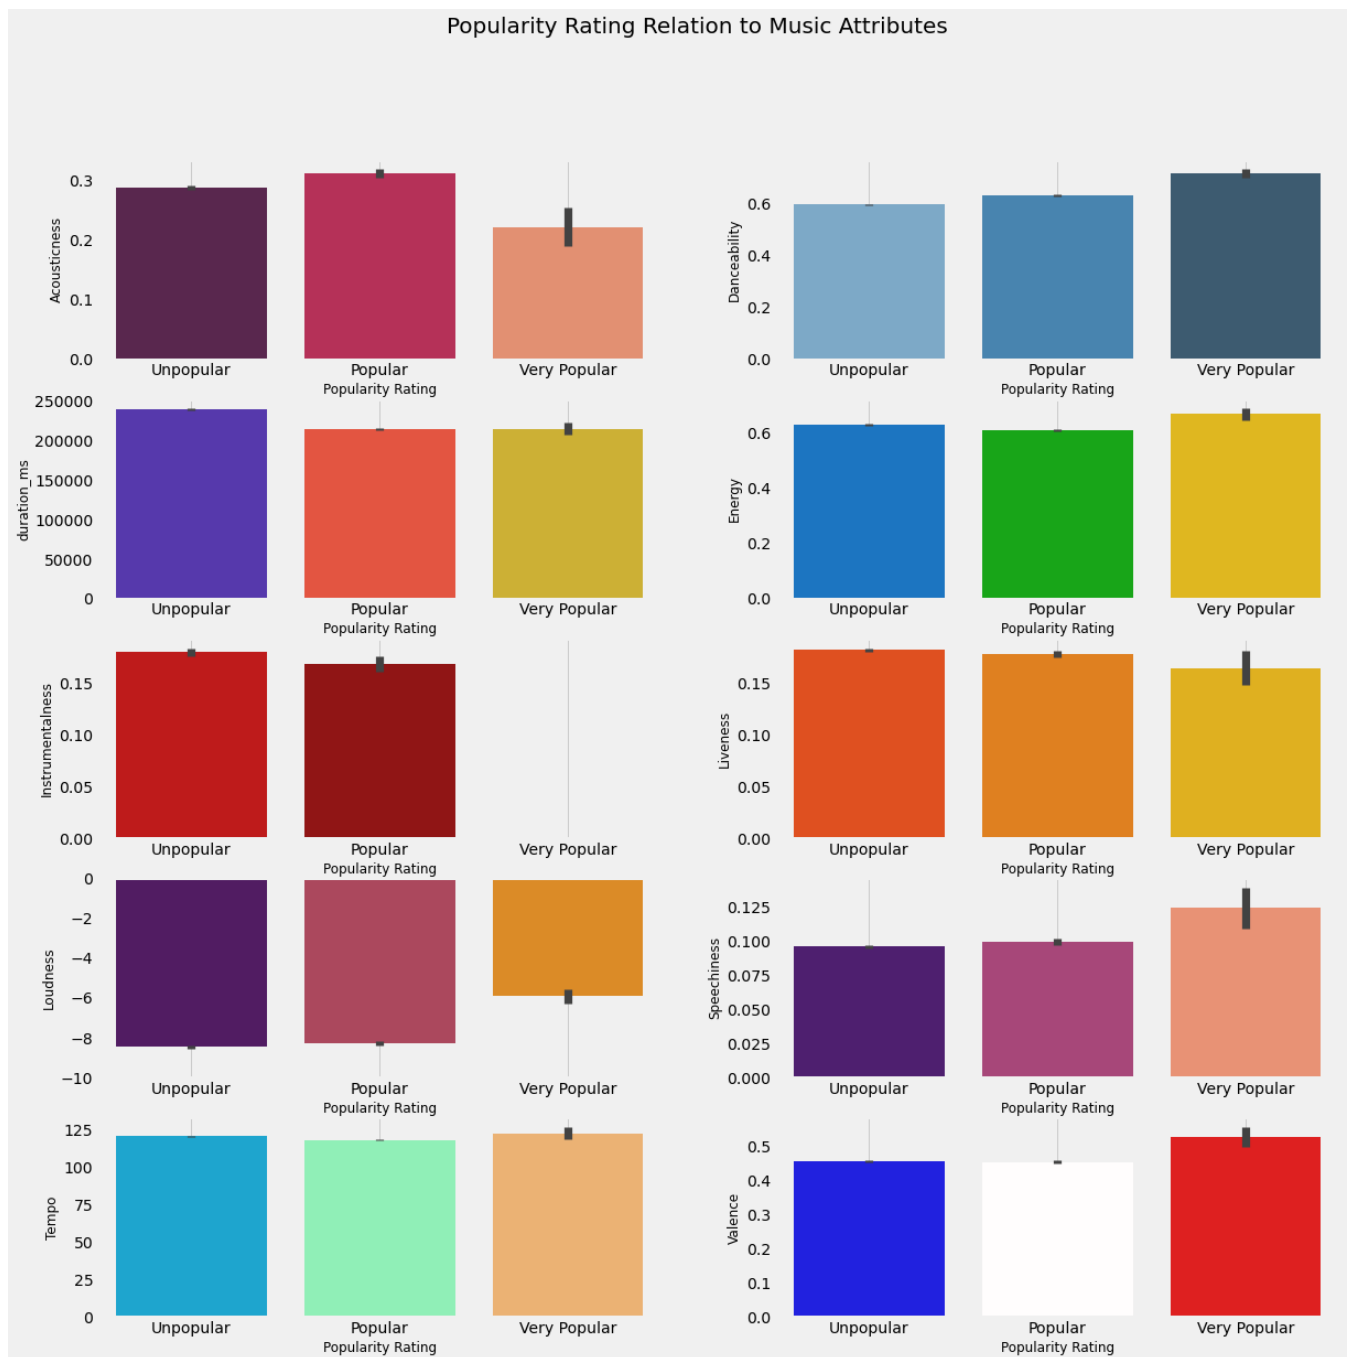 Popularity Rating Relation to Music Attributes
0.3
0.2
0.1
0.0
Acousticness
Unpopular Popular Very Popular
Popularity Rating
0.6
0.4
0.2
0.0
Danceability
Unpopular Popular Very Popular
Popularity Rating
250000
200000
150000
100000
50000
0
duration_ms
Unpopular Popular Very Popular
Popularity Rating
0.6
0.4
0.2
0.0
Energy
Unpopular Popular Very Popular
Popularity Rating
0.15
0.10
0.05
0.00
Instrumentalness
Unpopular Popular Very Popular
Popularity Rating
0.15
0.10
0.05
0.00
Liveness
Unpopular Popular Very Popular
Popularity Rating
0
−2
−4
−6
−8
−10
Loudness
Unpopular Popular Very Popular
Popularity Rating
0.125
0.100
0.075
0.050
0.025
0.000
Speechiness
Unpopular Popular Very Popular
Popularity Rating
125
100
75
50
25
0
Tempo
Unpopular Popular Very Popular
Popularity Rating
0.5
0.4
0.3
0.2
0.1
0.0
Valence
Unpopular Popular Very Popular
Popularity Rating